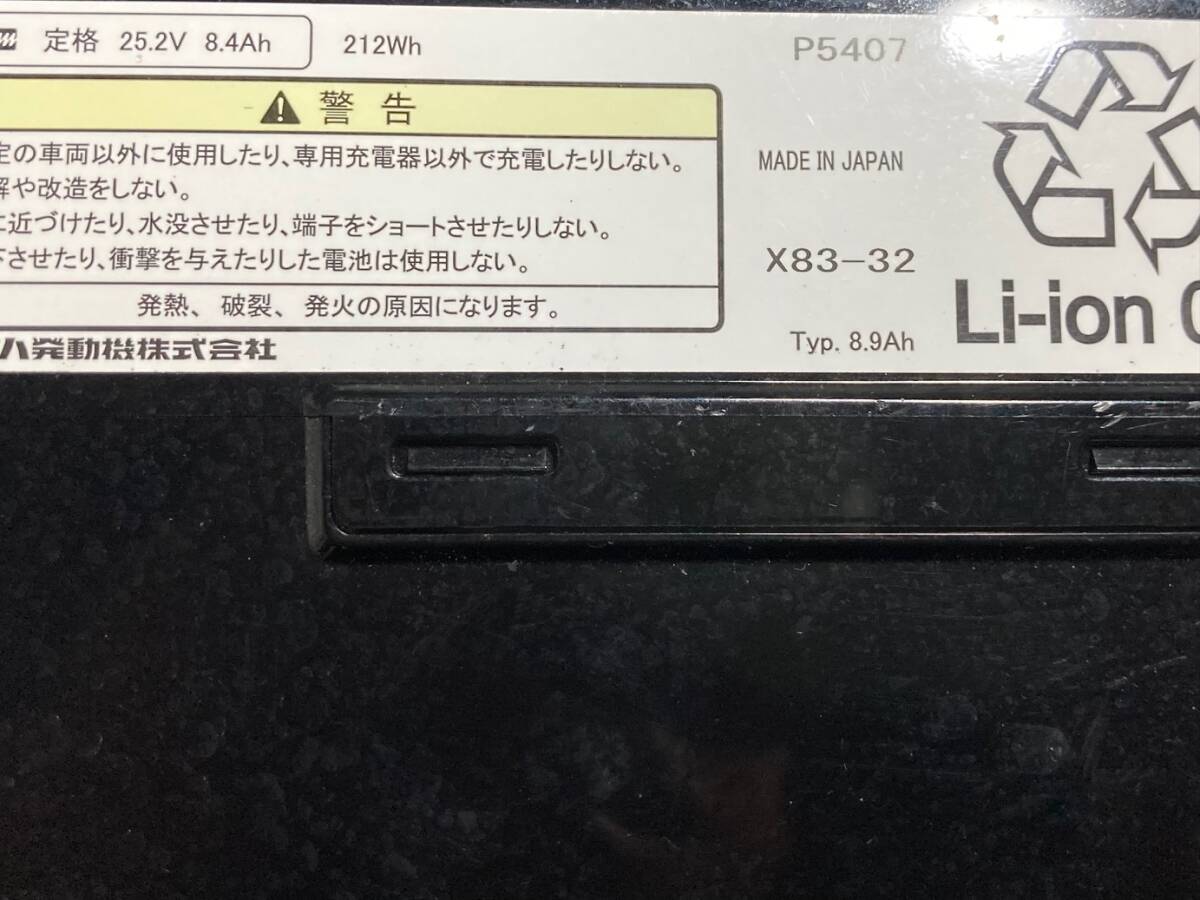 定格 25.2V 8.4Ah 212Wh
P5407
警告
の車両以外に使用したり、専用充電器以外で充電したりしない。
や改造をしない。
に近づけたり、水没させたり、端子をショートさせたりしない。
させたり、衝撃を与えたりした電池は使用しない。
発熱、破裂、発火の原因になります。
ハ発動機株式会社
MADE IN JAPAN
X83-32
Typ. 8.9Ah
Li-ion